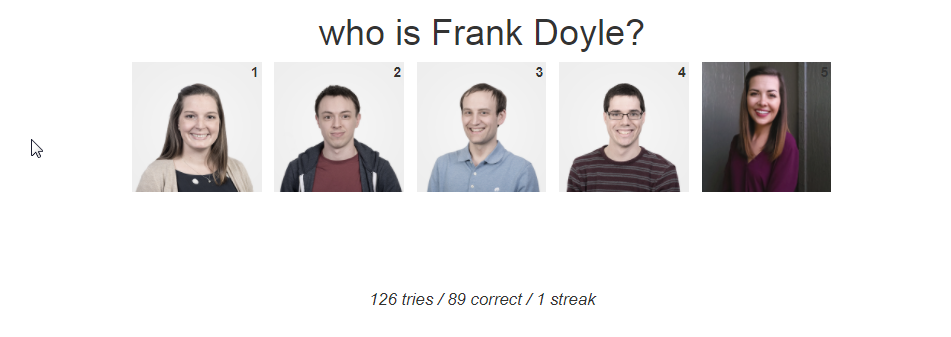 who is Frank Doyle?
1 2 3 4 5
126 tries / 89 correct / 1 streak